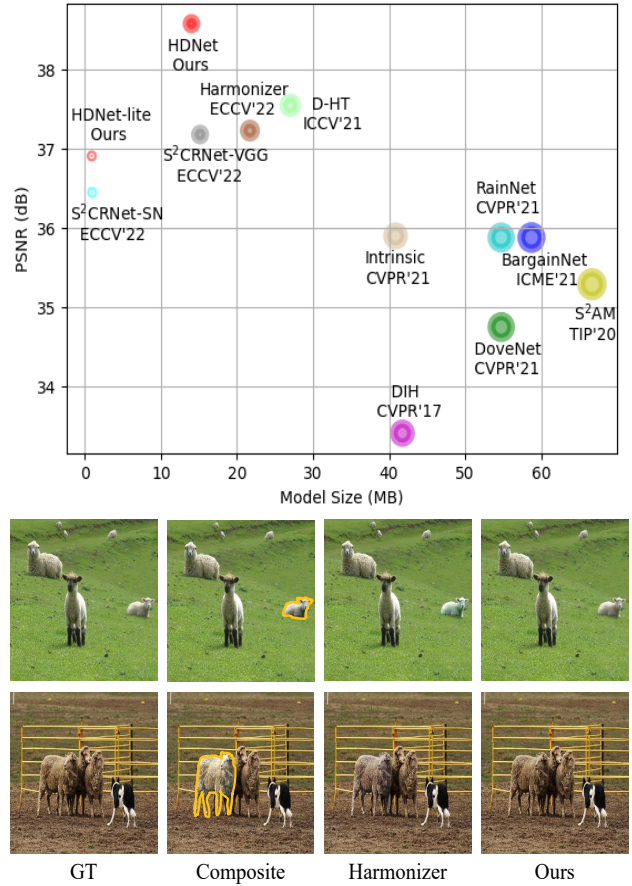 38
37
36
35
34
PSNR (dB)
HDNet
Ours
Harmonizer
ECCV'22
D-HT
ICCV'21
HDNet-lite
Ours
S²CRNet-VGG
ECCV'22
S²CRNet-SN
ECCV'22
RainNet
CVPR'21
Intrinsic
CVPR'21
BargainNet
ICME'21
S²AM
TIP'20
DoveNet
CVPR'21
DIH
CVPR'17
0 10 20 30 40 50 60
Model Size (MB)
GT Composite Harmonizer Ours